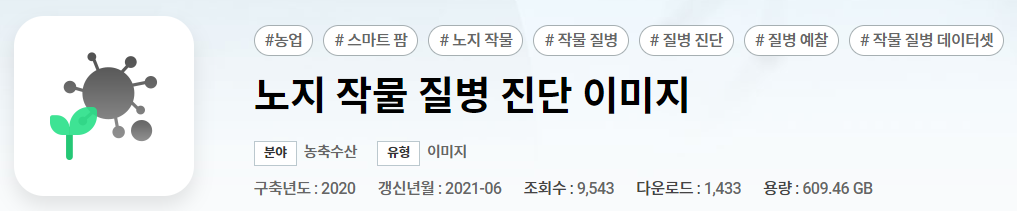 #농업 # 스마트 팜 # 노지 작물 # 작물 질병 # 질병 진단 # 질병 예찰 # 작물 질병 데이터셋
노지 작물 질병 진단 이미지
분야 농축수산 유형 이미지
구축년도 : 2020 갱신년월 : 2021-06 조회수 : 9,543 다운로드 : 1,433 용량 : 609.46 GB